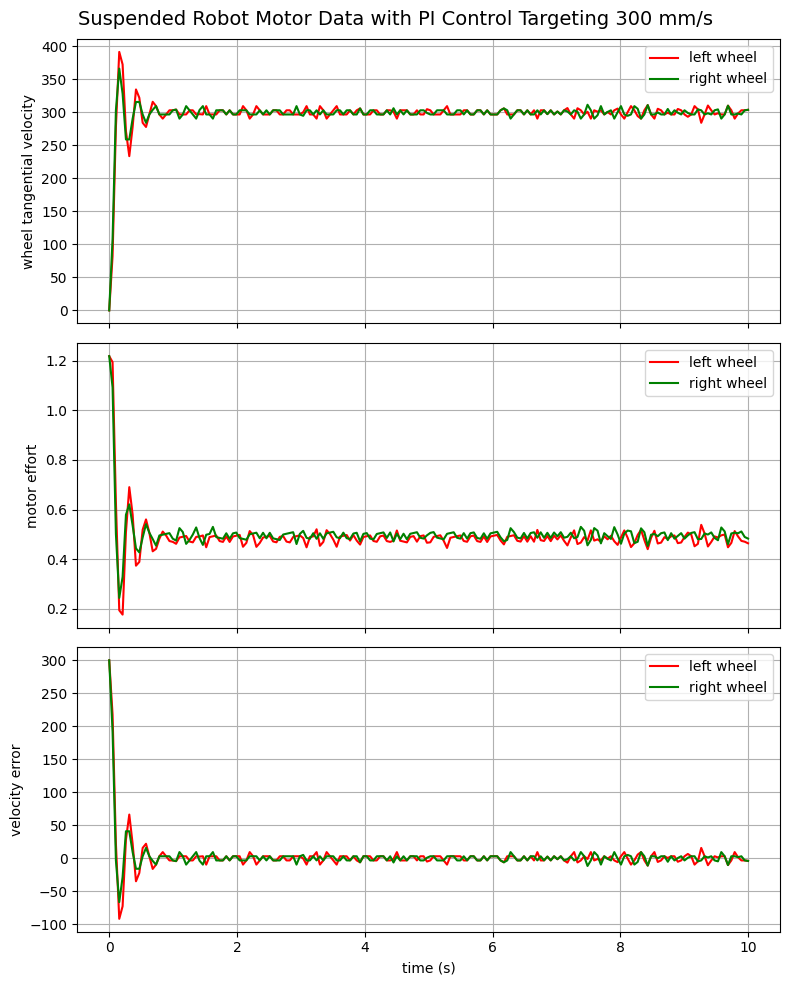 Suspended Robot Motor Data with PI Control Targeting 300 mm/s
400
350
300
250
200
150
100
50
0
wheel tangential velocity
left wheel
right wheel
1.2
1.0
0.8
0.6
0.4
0.2
motor effort
left wheel
right wheel
300
250
200
150
100
50
0
−50
−100
velocity error
left wheel
right wheel
0 2 4 6 8 10
time (s)